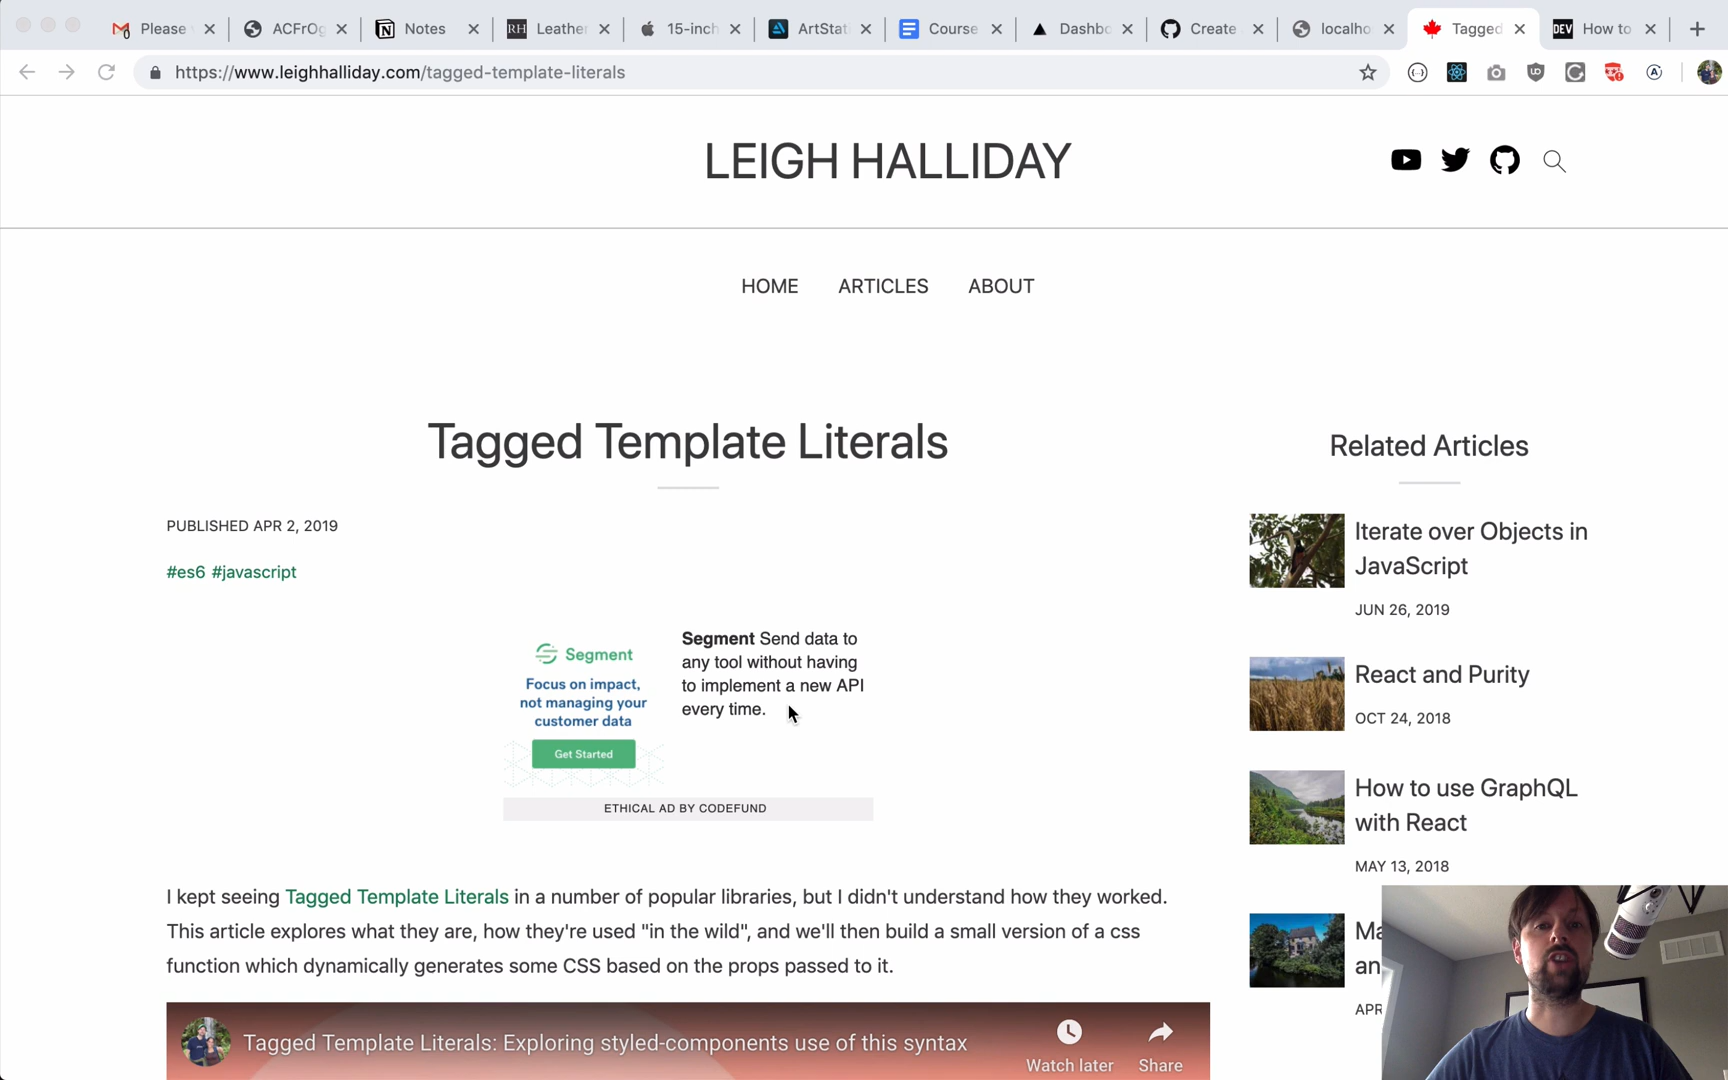 Please
ACFrOg
Notes
RH Leather
15-inch
ArtStati
Course
Dashbo
Create
localho
Tagged
DEV How to
https://www.leighhalliday.com/tagged-template-literals
LEIGH HALLIDAY
HOME ARTICLES ABOUT
Tagged Template Literals
PUBLISHED APR 2, 2019
#es6 #javascript
Segment
Focus on impact,
not managing your
customer data
Get Started
Segment Send data to
any tool without having
to implement a new API
every time.
ETHICAL AD BY CODEFUND
I kept seeing Tagged Template Literals in a number of popular libraries, but I didn't understand how they worked.
This article explores what they are, how they're used "in the wild", and we'll then build a small version of a css
function which dynamically generates some CSS based on the props passed to it.
Tagged Template Literals: Exploring styled-components use of this syntax
Watch later
Share
Related Articles
Iterate over Objects in
JavaScript
JUN 26, 2019
React and Purity
OCT 24, 2018
How to use GraphQL
with React
MAY 13, 2018
Ma
an
APR